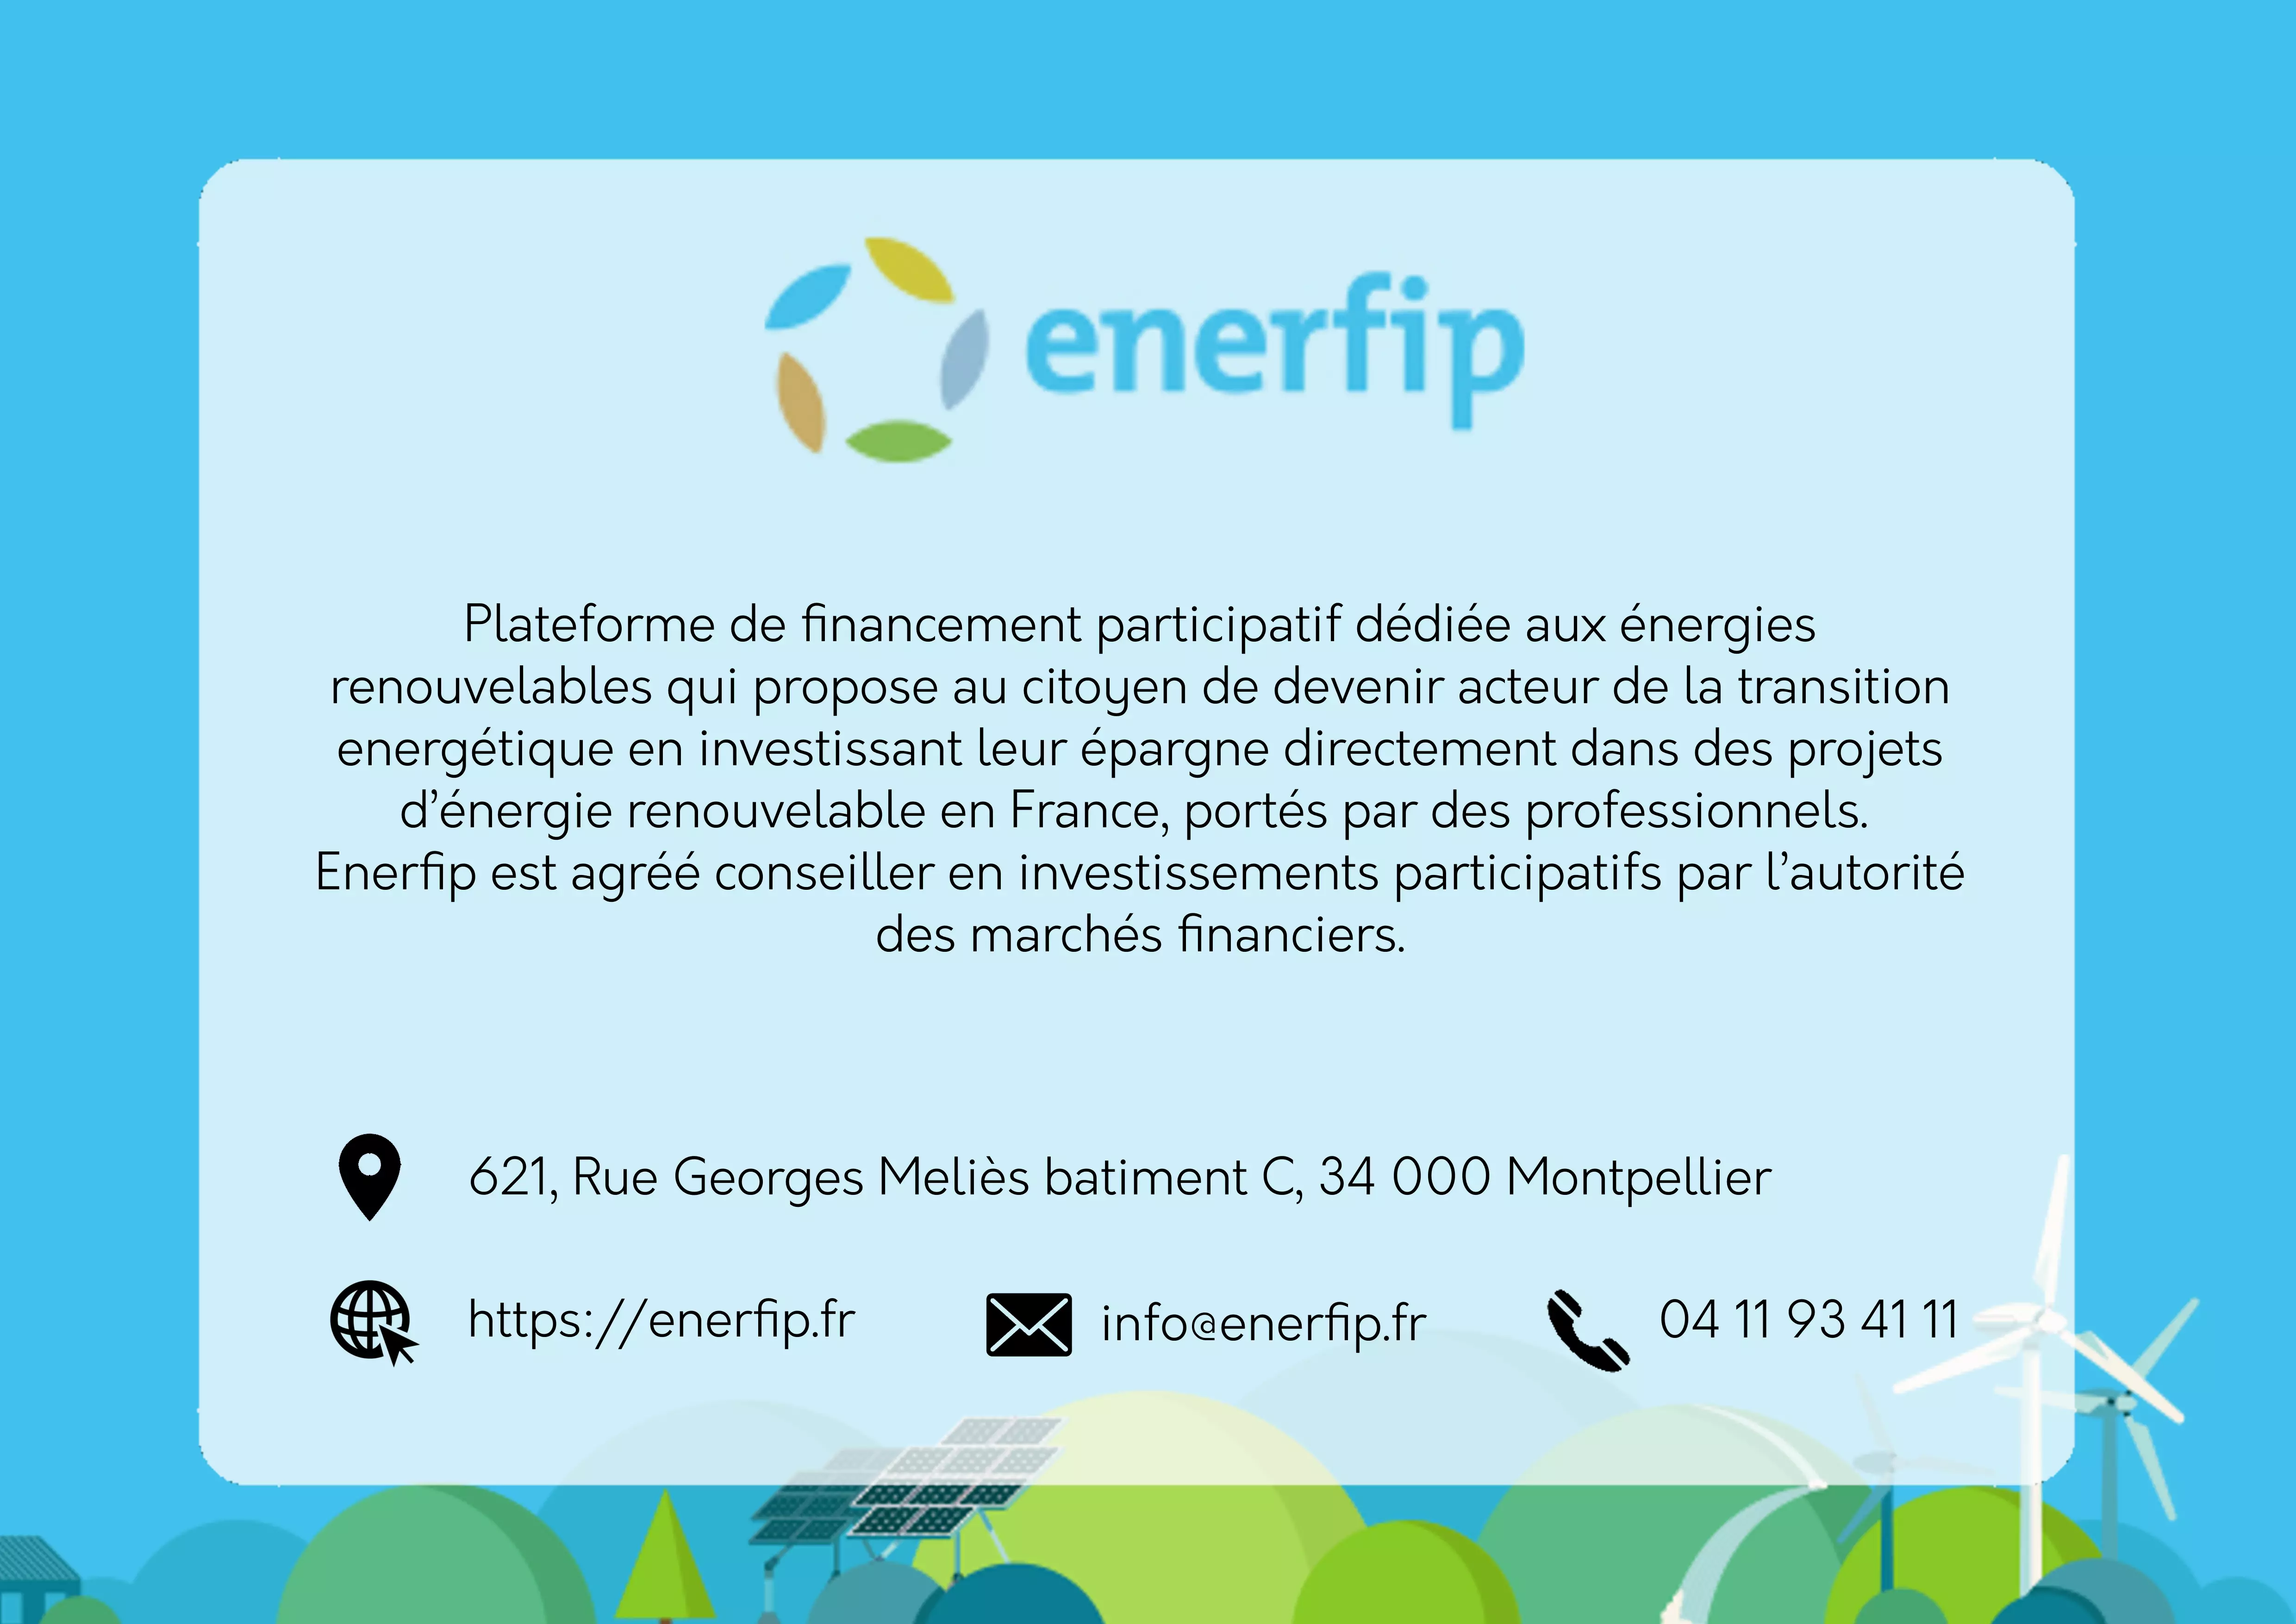 enerfip
Plateforme de financement participatif dédiée aux énergies
renouvelables qui propose au citoyen de devenir acteur de la transition
energétique en investissant leur épargne directement dans des projets
d’énergie renouvelable en France, portés par des professionnels.
Enerfip est agréé conseiller en investissements participatifs par l’autorité
des marchés financiers.
621, Rue Georges Meliès batiment C, 34 000 Montpellier
https://enerfip.fr info@enerfip.fr 04 11 93 41 11